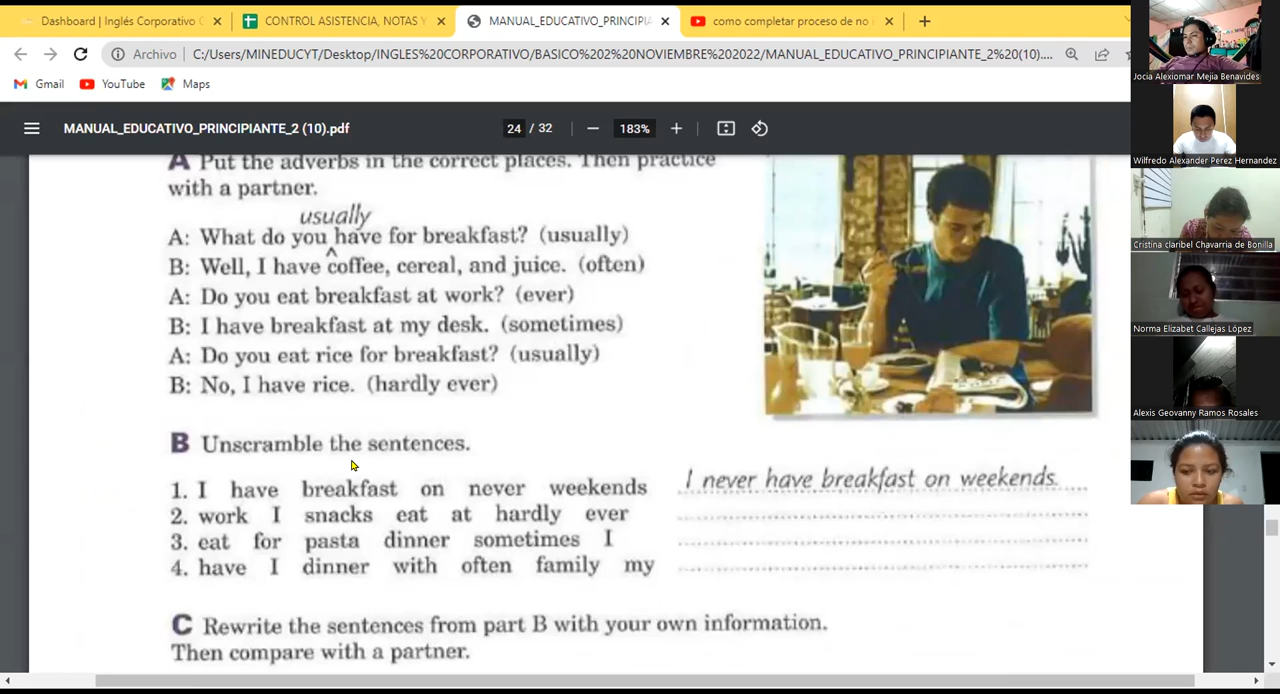 Dashboard | Inglés Corporativo
CONTROL ASISTENCIA, NOTAS Y
MANUAL_EDUCATIVO_PRINCIPIA
como completar proceso de no
Archivo C:/Users/MINEDUCYT/Desktop/INGLES%20CORPORATIVO%20BASICO%202%20NOVIEMBRE%202022/MANUAL_EDUCATIVO_PRINCIPIANTE_2%20(10)....
Gmail YouTube Maps
MANUAL_EDUCATIVO_PRINCIPIANTE_2 (10).pdf 24 / 32 183%
A Put the adverbs in the correct places. Then practice
with a partner.
usually
A: What do you have for breakfast? (usually)
B: Well, I have coffee, cereal, and juice. (often)
A: Do you eat breakfast at work? (ever)
B: I have breakfast at my desk. (sometimes)
A: Do you eat rice for breakfast? (usually)
B: No, I have rice. (hardly ever)
B Unscramble the sentences.
1. I have breakfast on never weekends I never have breakfast on weekends.
2. work I snacks eat at hardly ever
3. eat for pasta dinner sometimes I
4. have I dinner with often family my
C Rewrite the sentences from part B with your own information.
Then compare with a partner.
Jocia Alexiomar Mejia Benavides
Wilfredo Alexander Perez Hernandez
Cristina claribel Chavarria de Bonilla
Norma Elizabet Callejas López
Alexis Geovanny Ramos Rosales